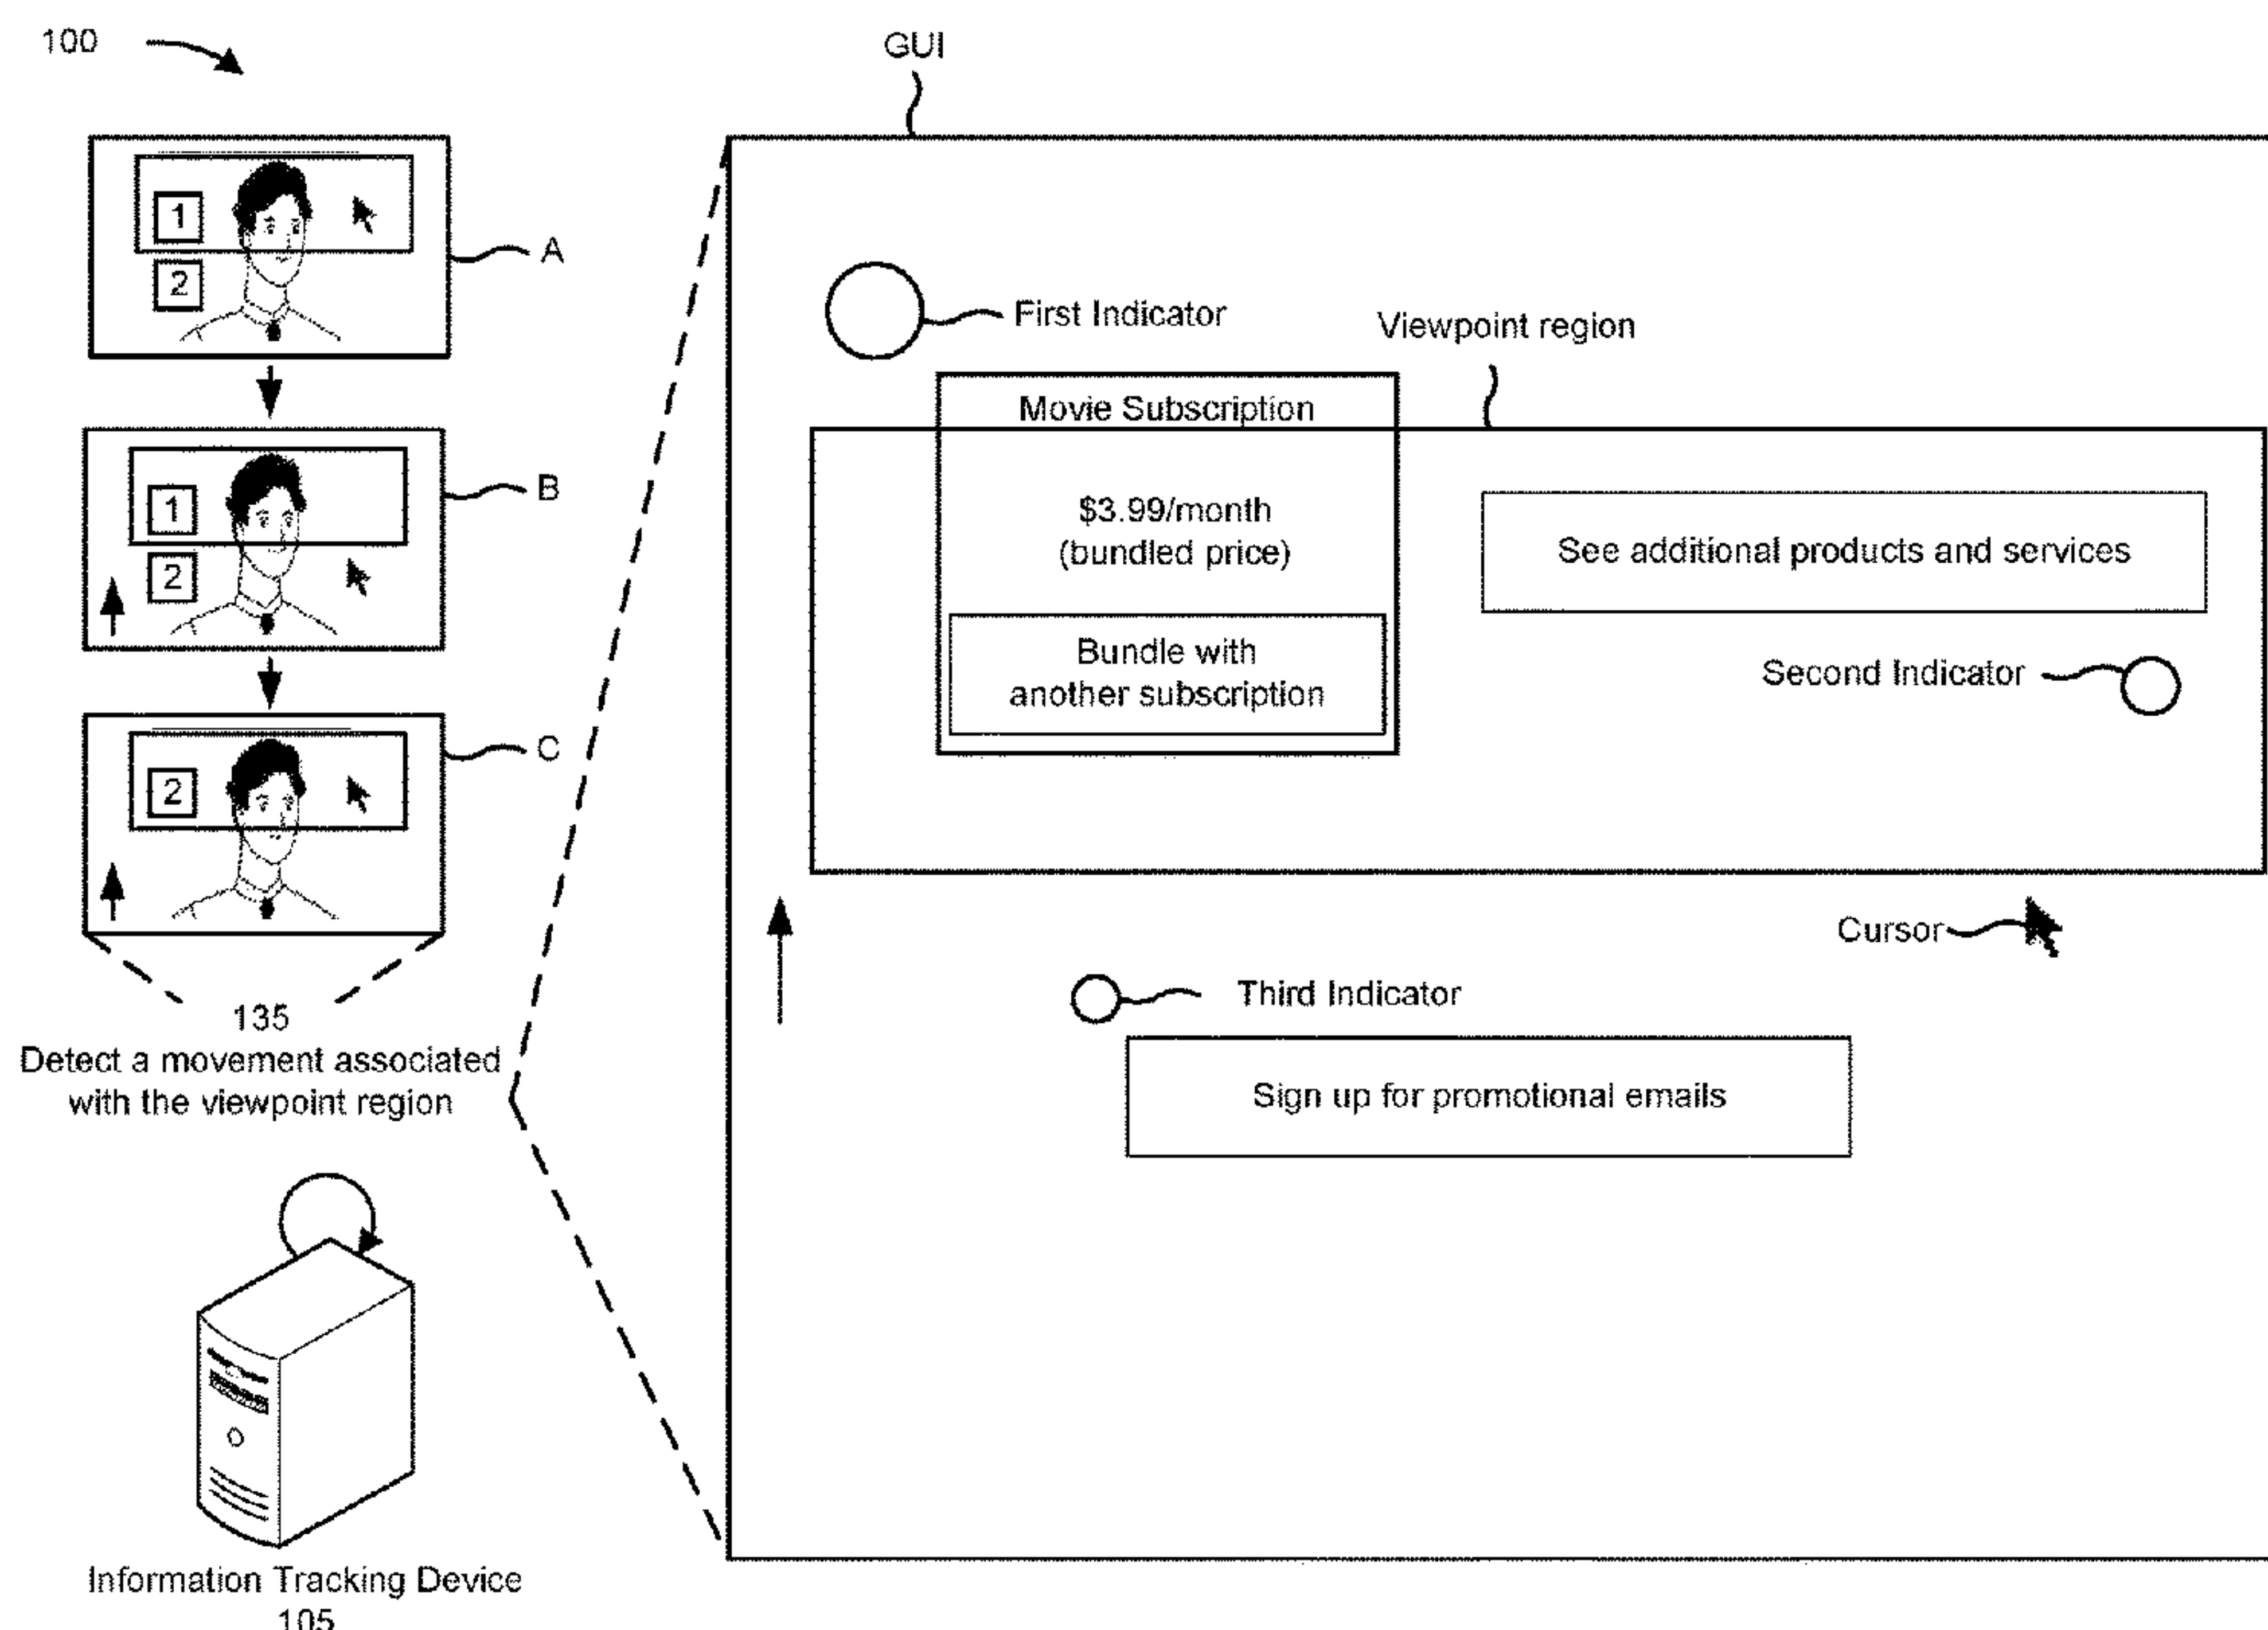 100
GUI
1
2
A
First Indicator
Viewpoint region
Movie Subscription
1
2
B
$3.99/month
(bundled price)
See additional products and services
Bundle with
another subscription
Second Indicator
2
C
Cursor
Third Indicator
135
Detect a movement associated
with the viewpoint region
Sign up for promotional emails
Information Tracking Device
105